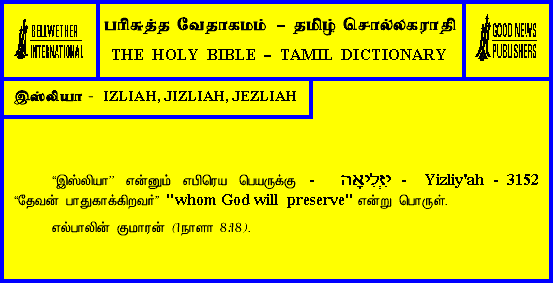 BELLWETHER
INTERNATIONAL
பரிசுத்த வேதாகமம் – தமிழ் சொல்லகராதி
THE HOLY BIBLE – TAMIL DICTIONARY
GOOD NEWS
PUBLISHERS
இஸ்லியா - IZLIAH, JIZLIAH, JEZLIAH
“இஸ்லியா” என்னும் எபிரெய பெயருக்கு - יִזְלִיאָה - Yizliy'ah - 3152
“தேவன் பாதுகாக்கிறவர்” "whom God will preserve" என்று பொருள்.
எல்பாலின் குமாரன் (1நாளா 8:18).